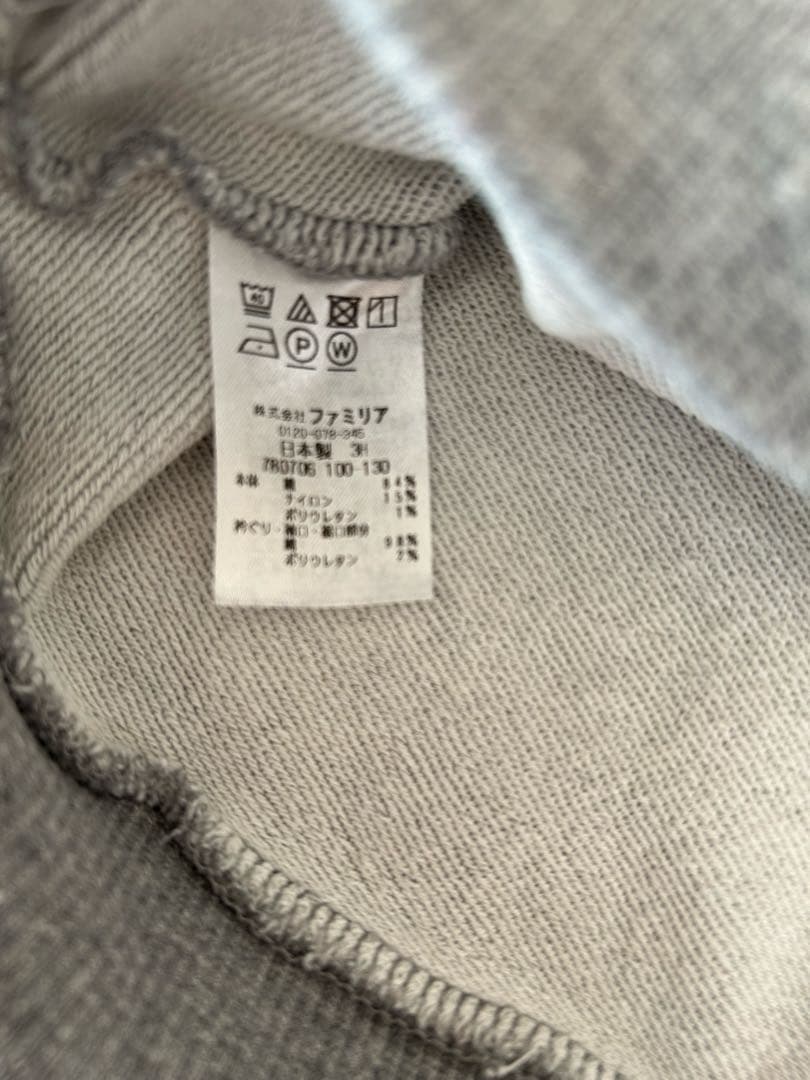 40
P W
株式会社ファミリア
0120-078-345
日本製 3H
780706 100-130
本体 綿 84%
ナイロン 15%
ポリウレタン 1%
衿ぐり・袖口・裾口部分
綿 98%
ポリウレタン 2%